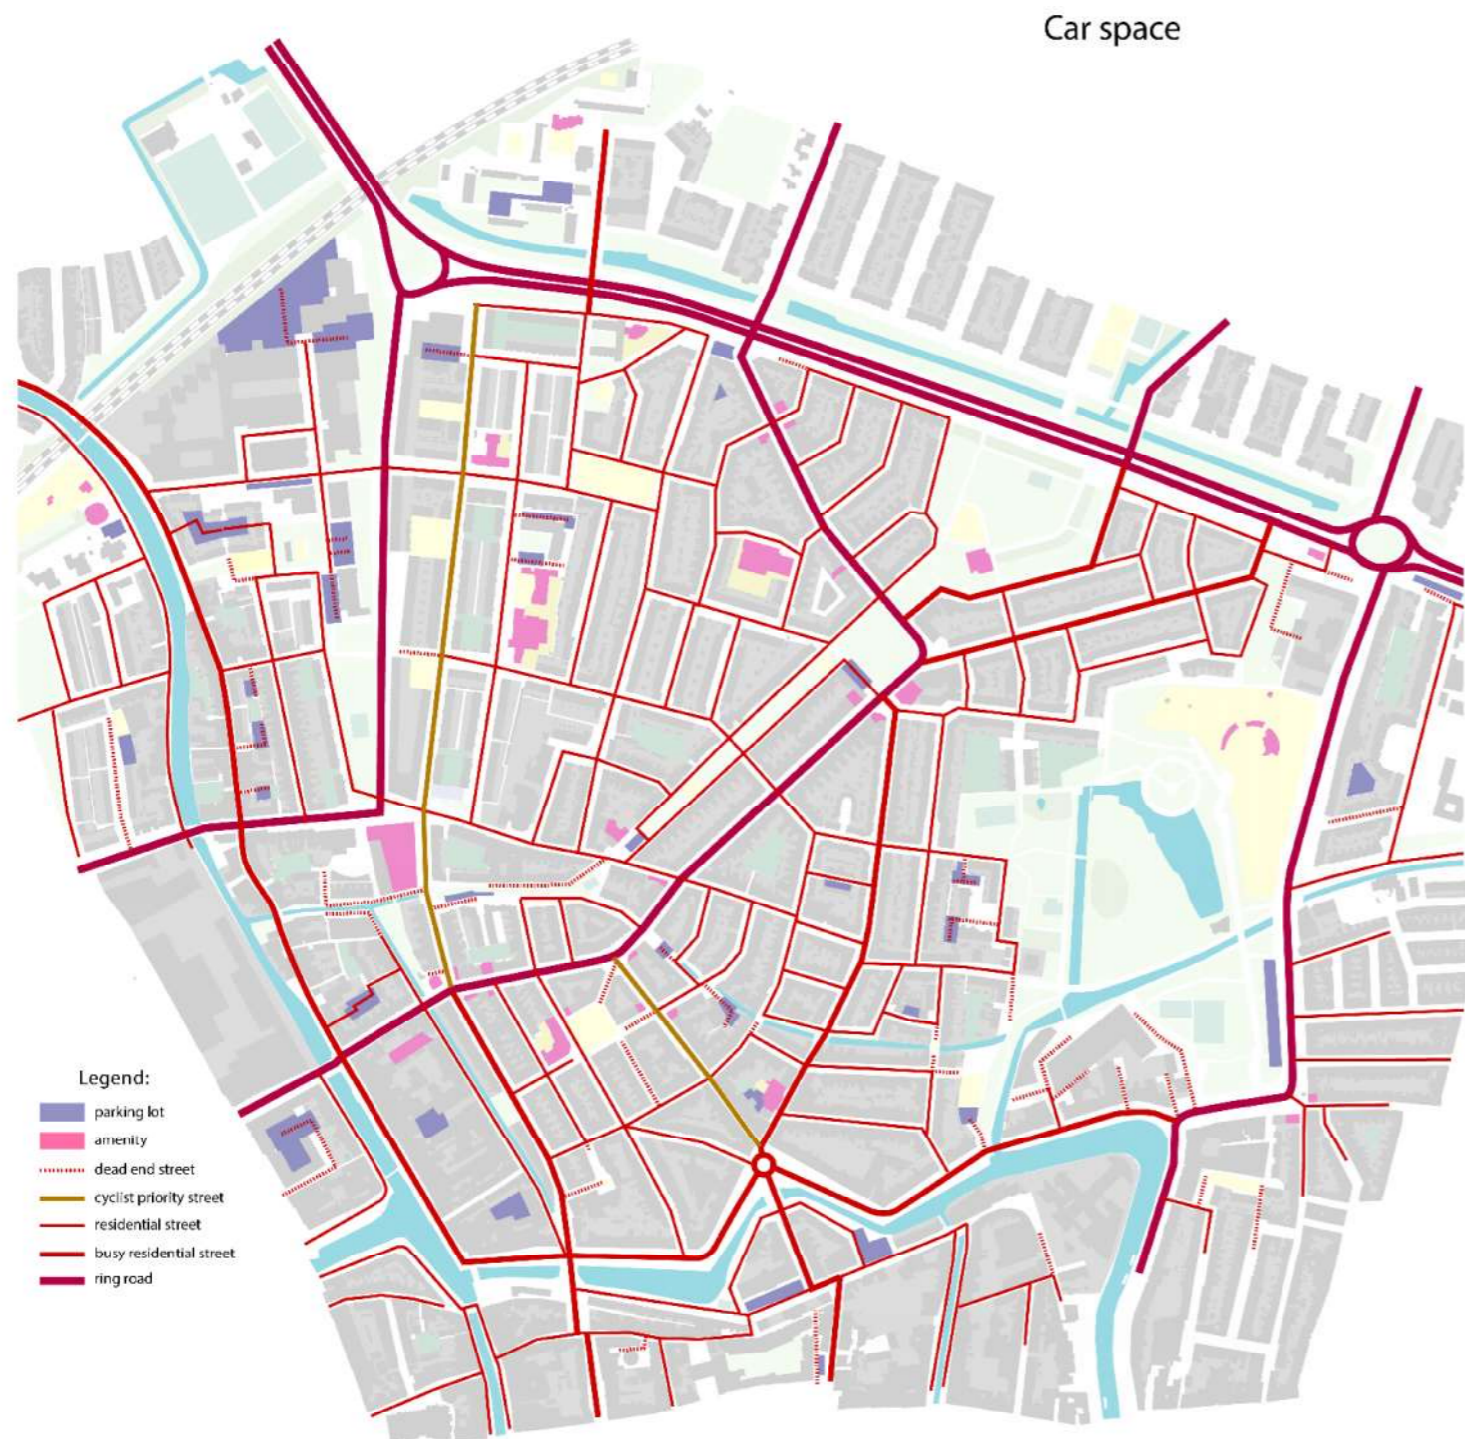 Car space
Legend:
parking lot
amenity
dead end street
cyclist priority street
residential street
busy residential street
ring road